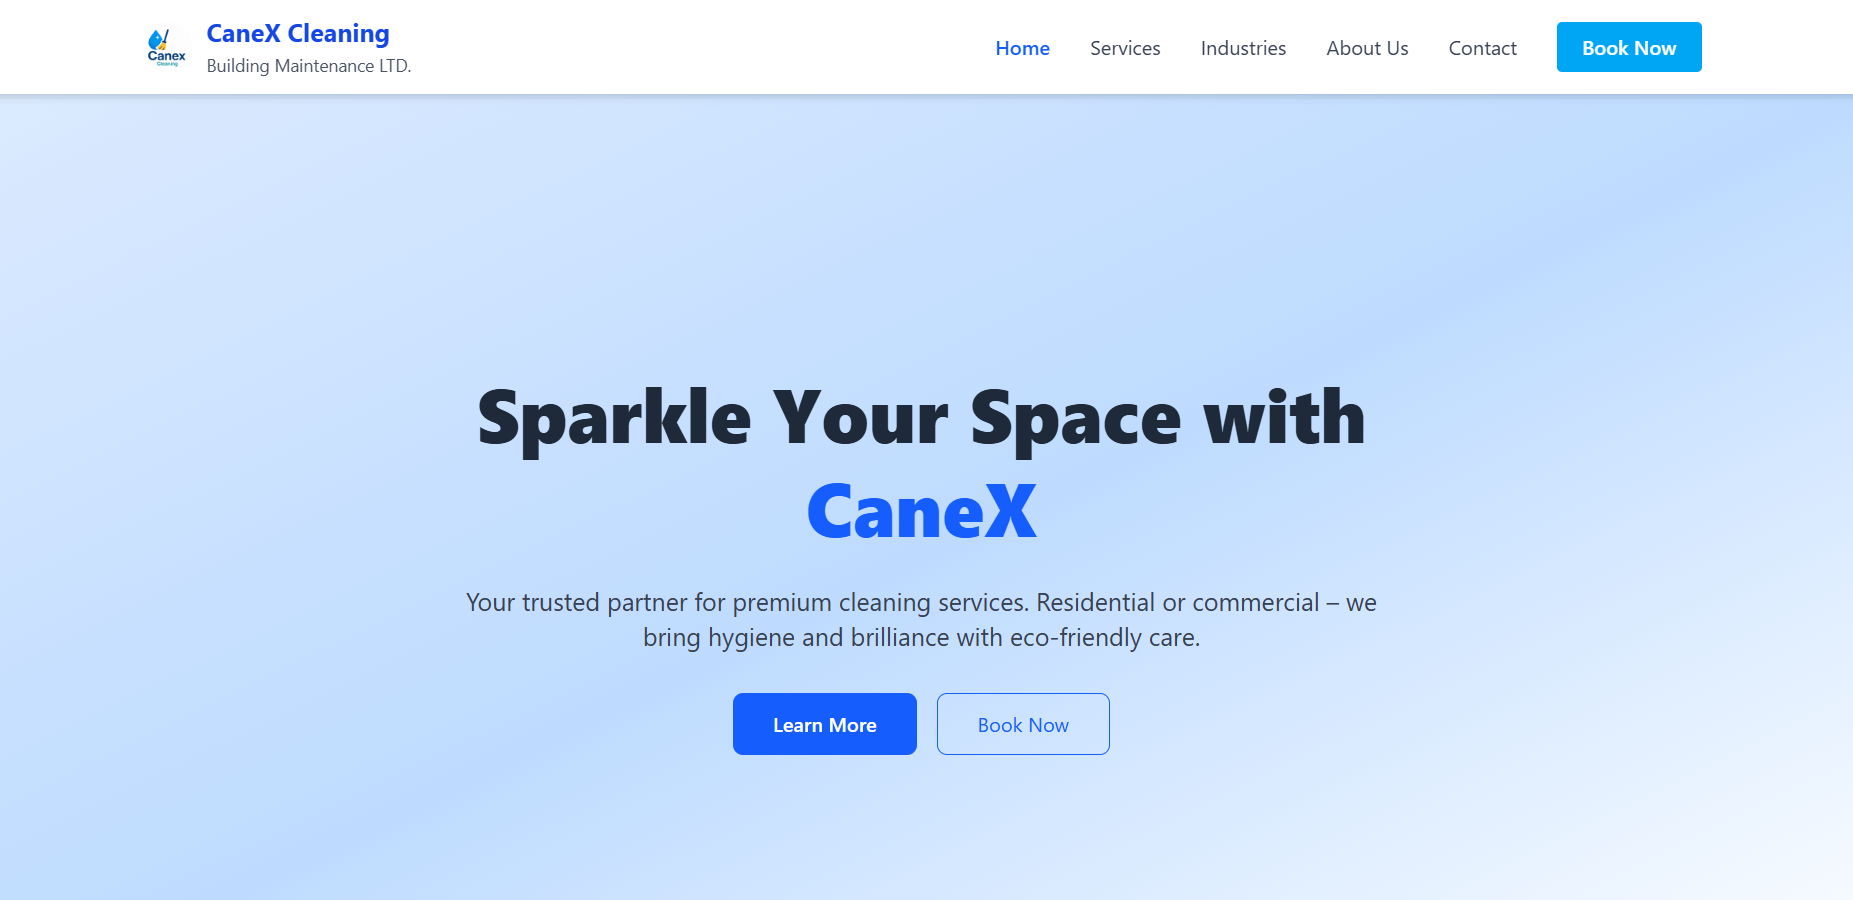 Canex
Cleaning
CaneX Cleaning
Building Maintenance LTD.
Home
Services
Industries
About Us
Contact
Book Now
Sparkle Your Space with
CaneX
Your trusted partner for premium cleaning services. Residential or commercial – we
bring hygiene and brilliance with eco-friendly care.
Learn More
Book Now